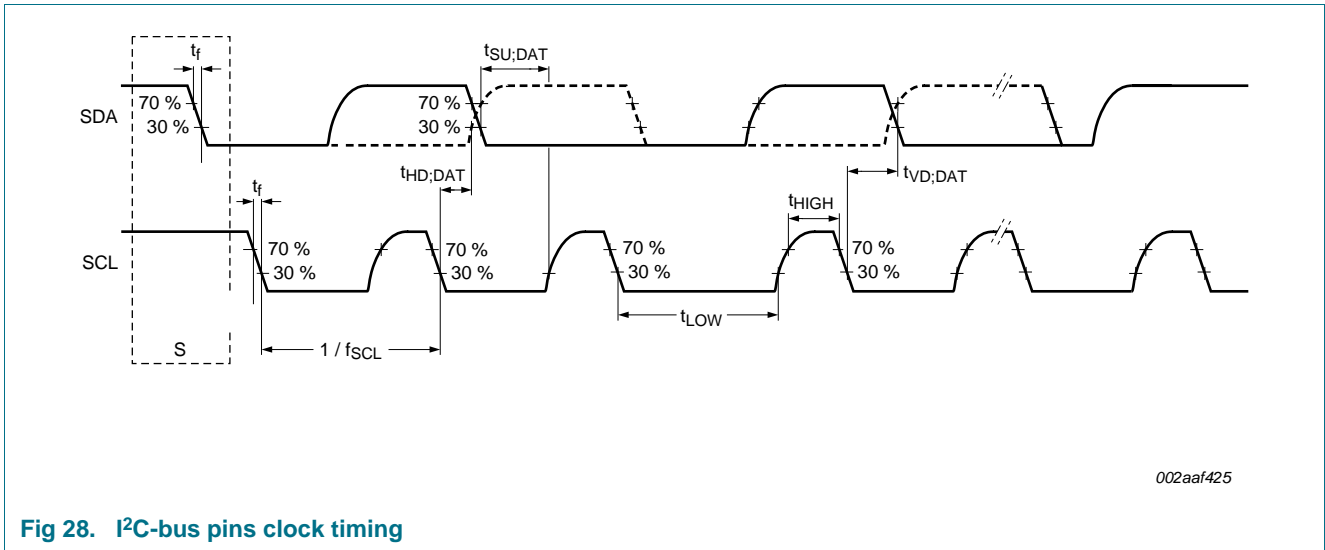 tf
tSU;DAT
SDA
70 %
30 %
70 %
30 %
tHD;DAT
tf
tVD;DAT
tHIGH
SCL
70 %
30 %
70 %
30 %
70 %
30 %
70 %
30 %
tLOW
S
1 / fSCL
002aaf425
Fig 28. I2C-bus pins clock timing